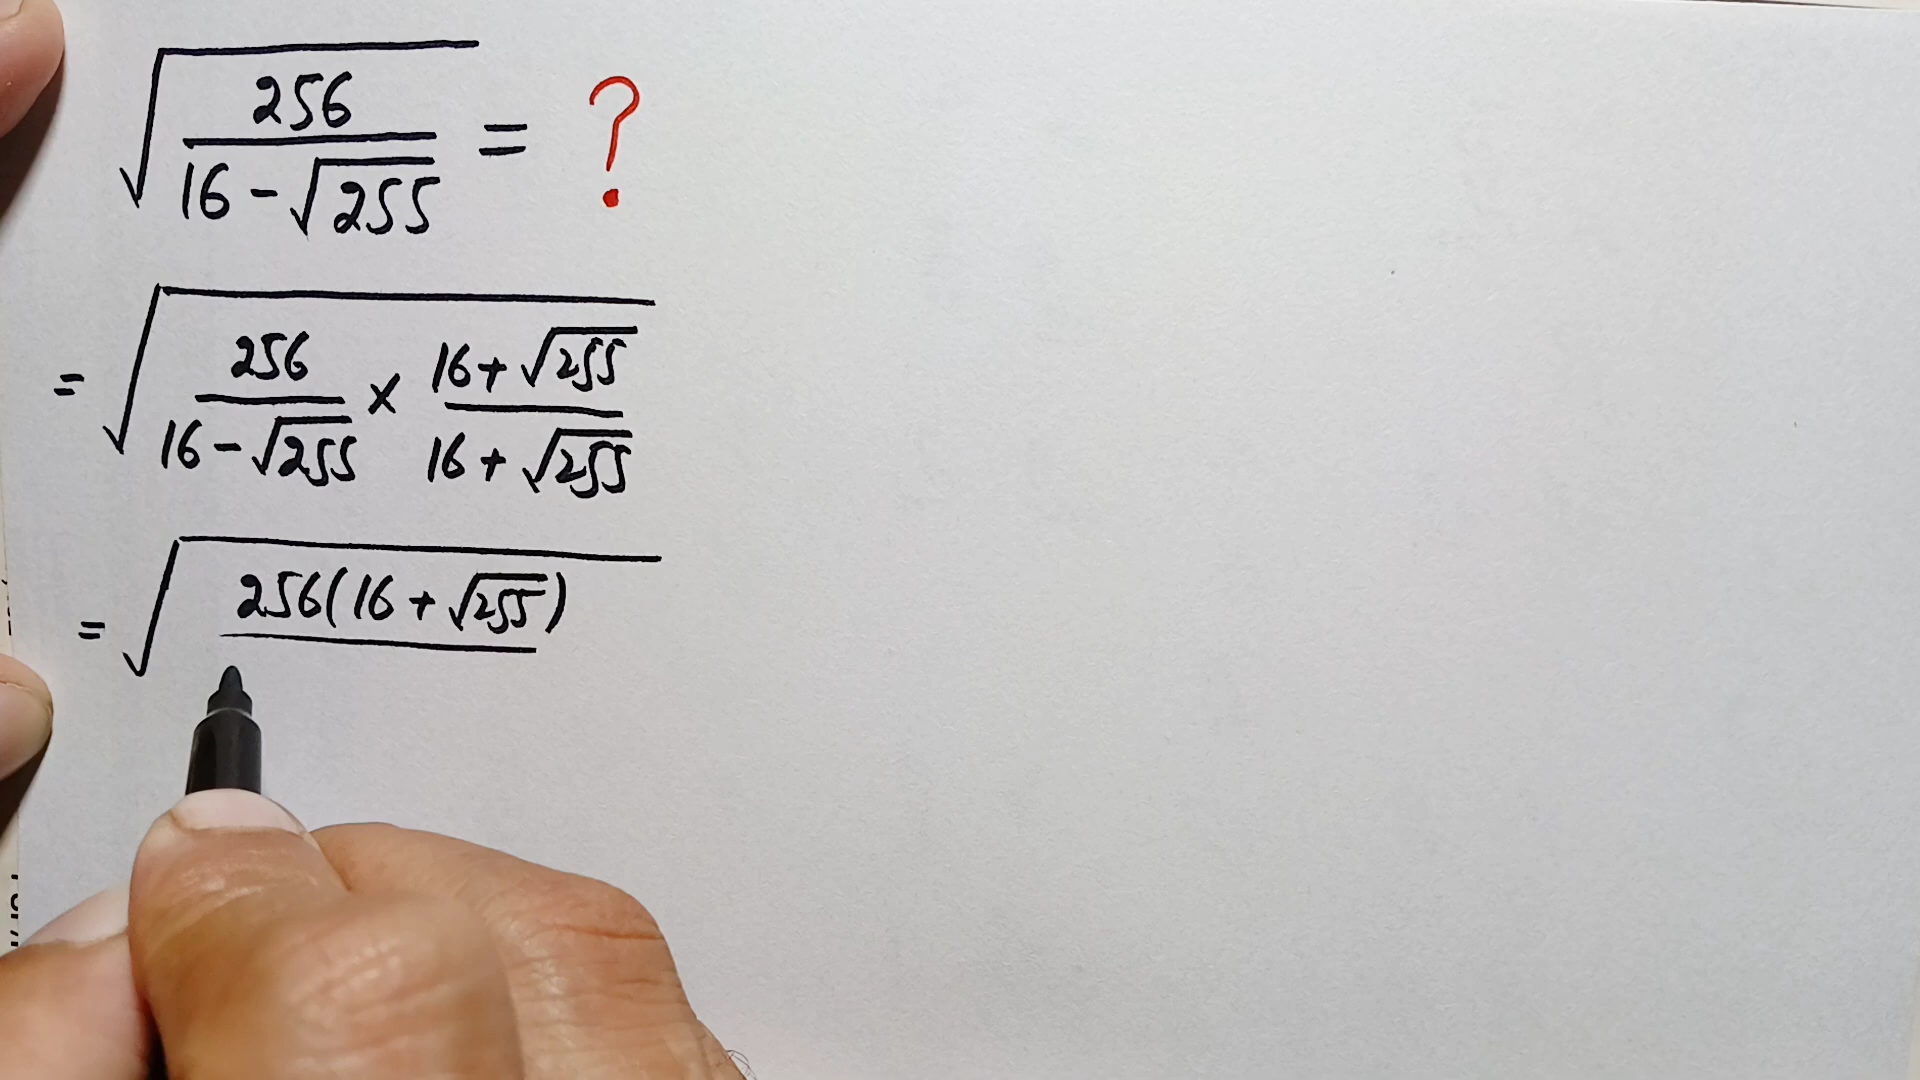 √(256/(16-√255)) = ?
= √(256/(16-√255) × (16+√255)/(16+√255))
= √(256(16+√255)/